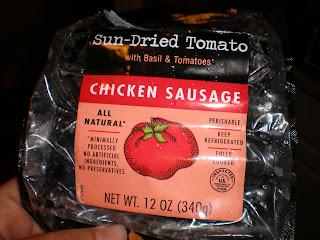 Sun-Dried Tomato
with Basil & Tomatoes*
CHICKEN SAUSAGE
ALL
NATURAL*
*MINIMALLY
PROCESSED
NO ARTIFICIAL
INGREDIENTS,
NO PRESERVATIVES
PERISHABLE
KEEP
REFRIGERATED
FULLY
COOKED
NET WT. 12 OZ (340g)